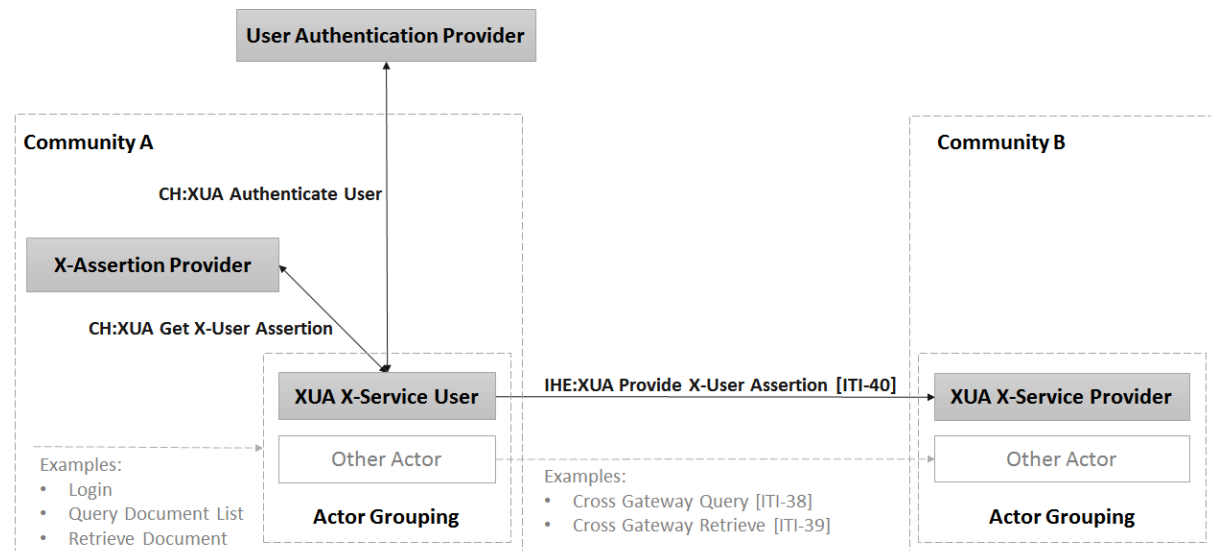 User Authentication Provider
Community A
Community B
CH:XUA Authenticate User
X-Assertion Provider
CH:XUA Get X-User Assertion
XUA X-Service User
IHE:XUA Provide X-User Assertion [ITI-40]
XUA X-Service Provider
Other Actor
Other Actor
Examples:
• Login
• Query Document List
• Retrieve Document
Examples:
• Cross Gateway Query [ITI-38]
• Cross Gateway Retrieve [ITI-39]
Actor Grouping
Actor Grouping